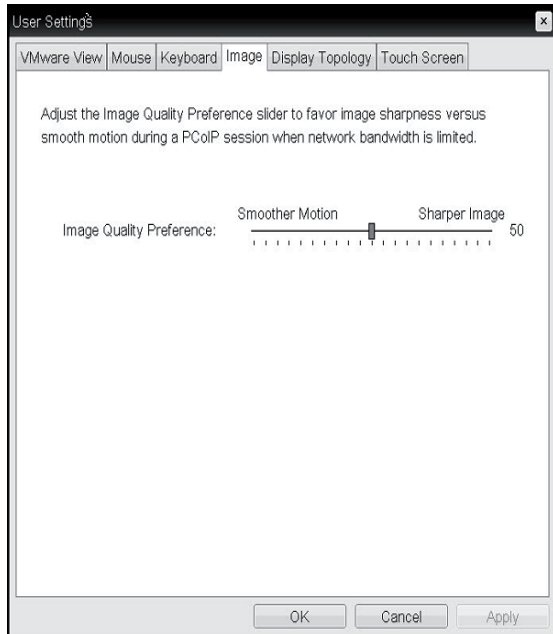 User Settings
VMware View Mouse Keyboard Image Display Topology Touch Screen
Adjust the Image Quality Preference slider to favor image sharpness versus
smooth motion during a PCoIP session when network bandwidth is limited.
Smoother Motion Sharper Image
Image Quality Preference: 50
OK Cancel Apply